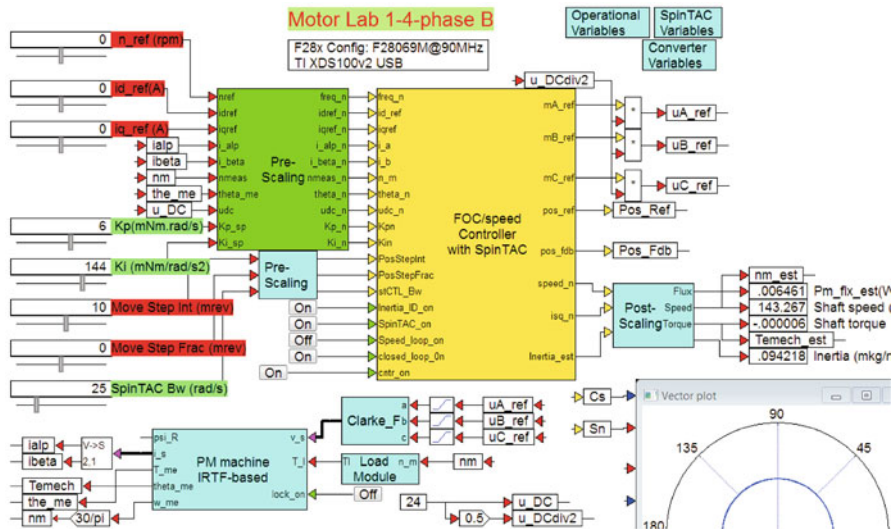 Motor Lab 1-4-phase B
F28x Config: F28069M@90MHz
TI XDS100v2 USB
Operational
Variables
SpinTAC
Variables
Converter
Variables
0 n_ref (rpm)
0 id_ref(A)
0 iq_ref (A)
ialp
ibeta
nm
the_me
u_DC
6 Kp(mNm.rad/s)
144 Ki (mNm/rad/s2)
10 Move Step Int (mrev)
0 Move Step Frac (mrev)
25 SpinTAC Bw (rad/s)
nref
idref
iqref
i_alp
i_beta
nmeas
theta_me
udc
Kp_sp
Ki_sp
Pre-
Scaling
freq_n
idref_n
iqref_n
i_alp_n
i_beta_n
nmeas_n
theta_n
udc_n
Kp_n
Ki_n
Pre-
Scaling
On
On
Off
On
On
freq_n
id_ref
iqref
i_a
i_b
n_m
theta_n
udc_n
Kpn
Kin
PosStepInt
PosStepFrac
stCTL_Bw
Inertia_ID_on
SpinTAC_on
Speed_loop_on
closed_loop_0n
cntr_on
FOC/speed
Controller
with SpinTAC
mA_ref
mB_ref
mC_ref
pos_ref
pos_fdb
speed_n
isq_n
Inertia_est
u_DCdiv2
*
*
*
uA_ref
uB_ref
uC_ref
Pos_Ref
Pos_Fdb
Post-
Scaling
Flux
Speed
Torque
nm_est
.006461 Pm_flx_est(V
143.267 Shaft speed (
-.000006 Shaft torque
Temech_est
.094218 Inertia (mkg/
ialp
ibeta
V->S
2.1
Temech
the_me
nm
30/pi
psi_R
i_s
T_me
theta_me
w_me
PM machine
IRTF-based
v_s
T_l
lock_on
Clarke_F
a
b
c
uA_ref
uB_ref
uC_ref
Tl
Load
Module
n_m
nm
Off
24
u_DC
0.5
u_DCdiv2
Cs
Sn
Vector plot
90
135
45
180